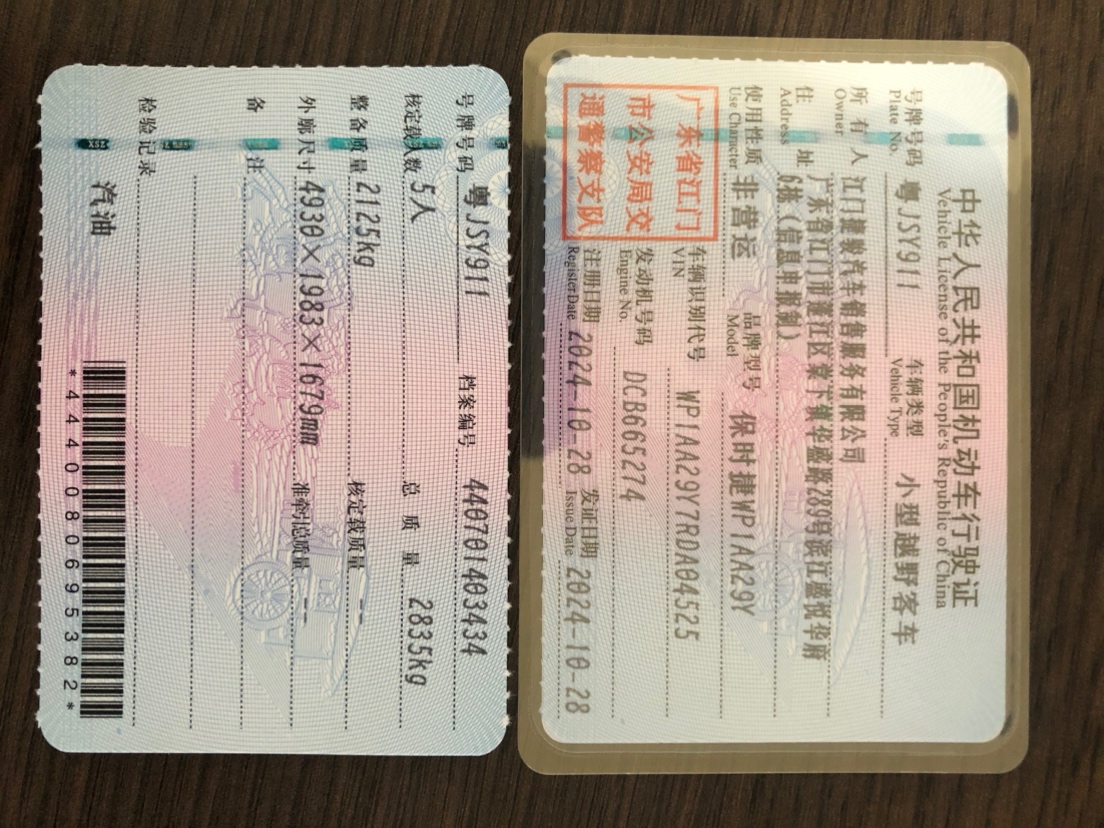 中华人民共和国机动车行驶证
Vehicle License of the People's Republic of China
号牌号码 粤JSY911 车辆类型 小型越野客车
Plate No. Vehicle Type
所有人 江门捷骏汽车销售服务有限公司
Owner
住址 广东省江门市蓬江区棠下镇华盛路289号滨江盛悦华府
Address 6栋(信息申报制)
使用性质 非营运 品牌型号 保时捷WP1AA29Y
Use Character Model
广东省江门
市公安局交
通警察支队
车辆识别代号 WP1AA29Y7RDA04525
VIN
发动机号码 DCB665274
Engine No.
注册日期 2024-10-28 发证日期 2024-10-28
Register Date Issue Date
号牌号码 粤JSY911 档案编号 440701403434
核定载人数 5人 总质量 2835kg
整备质量 2125kg 核定载质量 --
外廓尺寸 4930×1983×1679mm 准牵引总质量 --
备注
检验记录
汽油
*4440080695382*